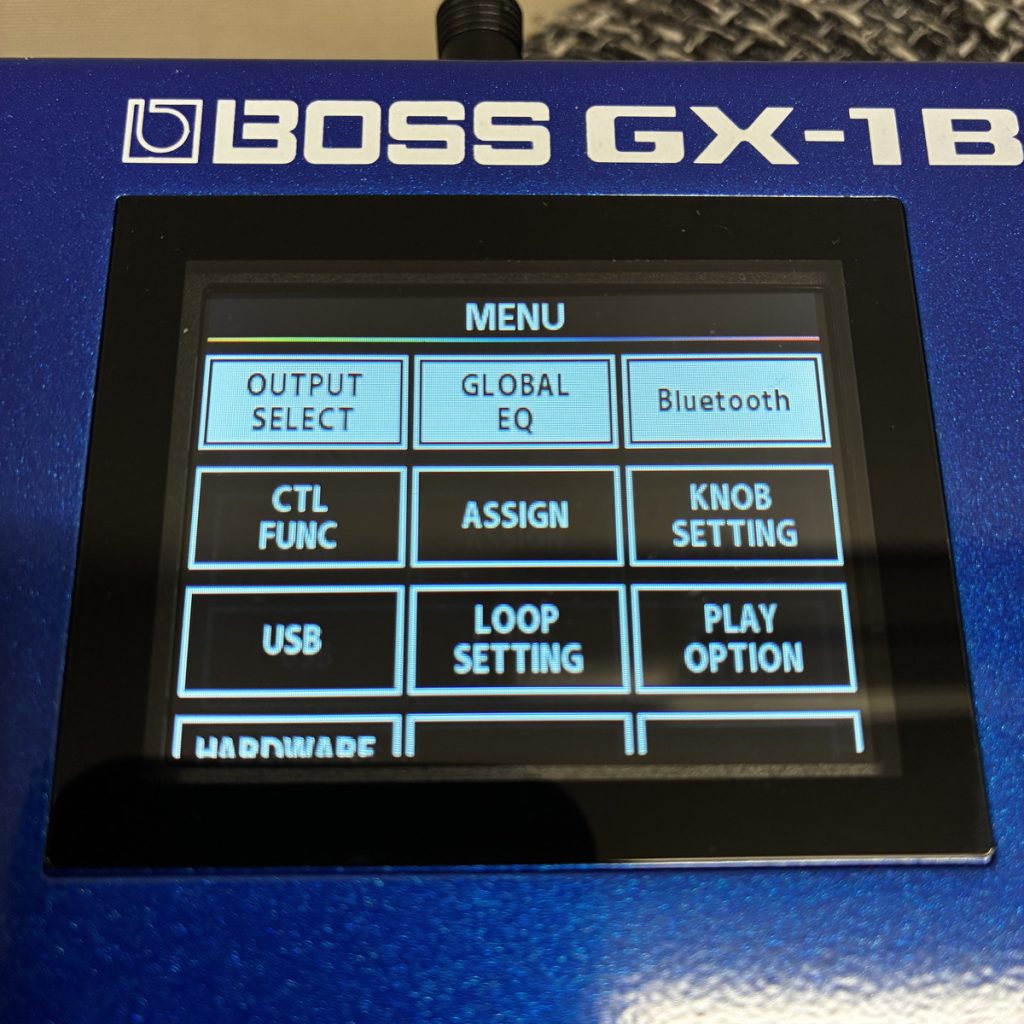 BOSS GX-1B
MENU
OUTPUT
SELECT
GLOBAL
EQ
Bluetooth
CTL
FUNC
ASSIGN
KNOB
SETTING
USB
LOOP
SETTING
PLAY
OPTION
HARDWARE